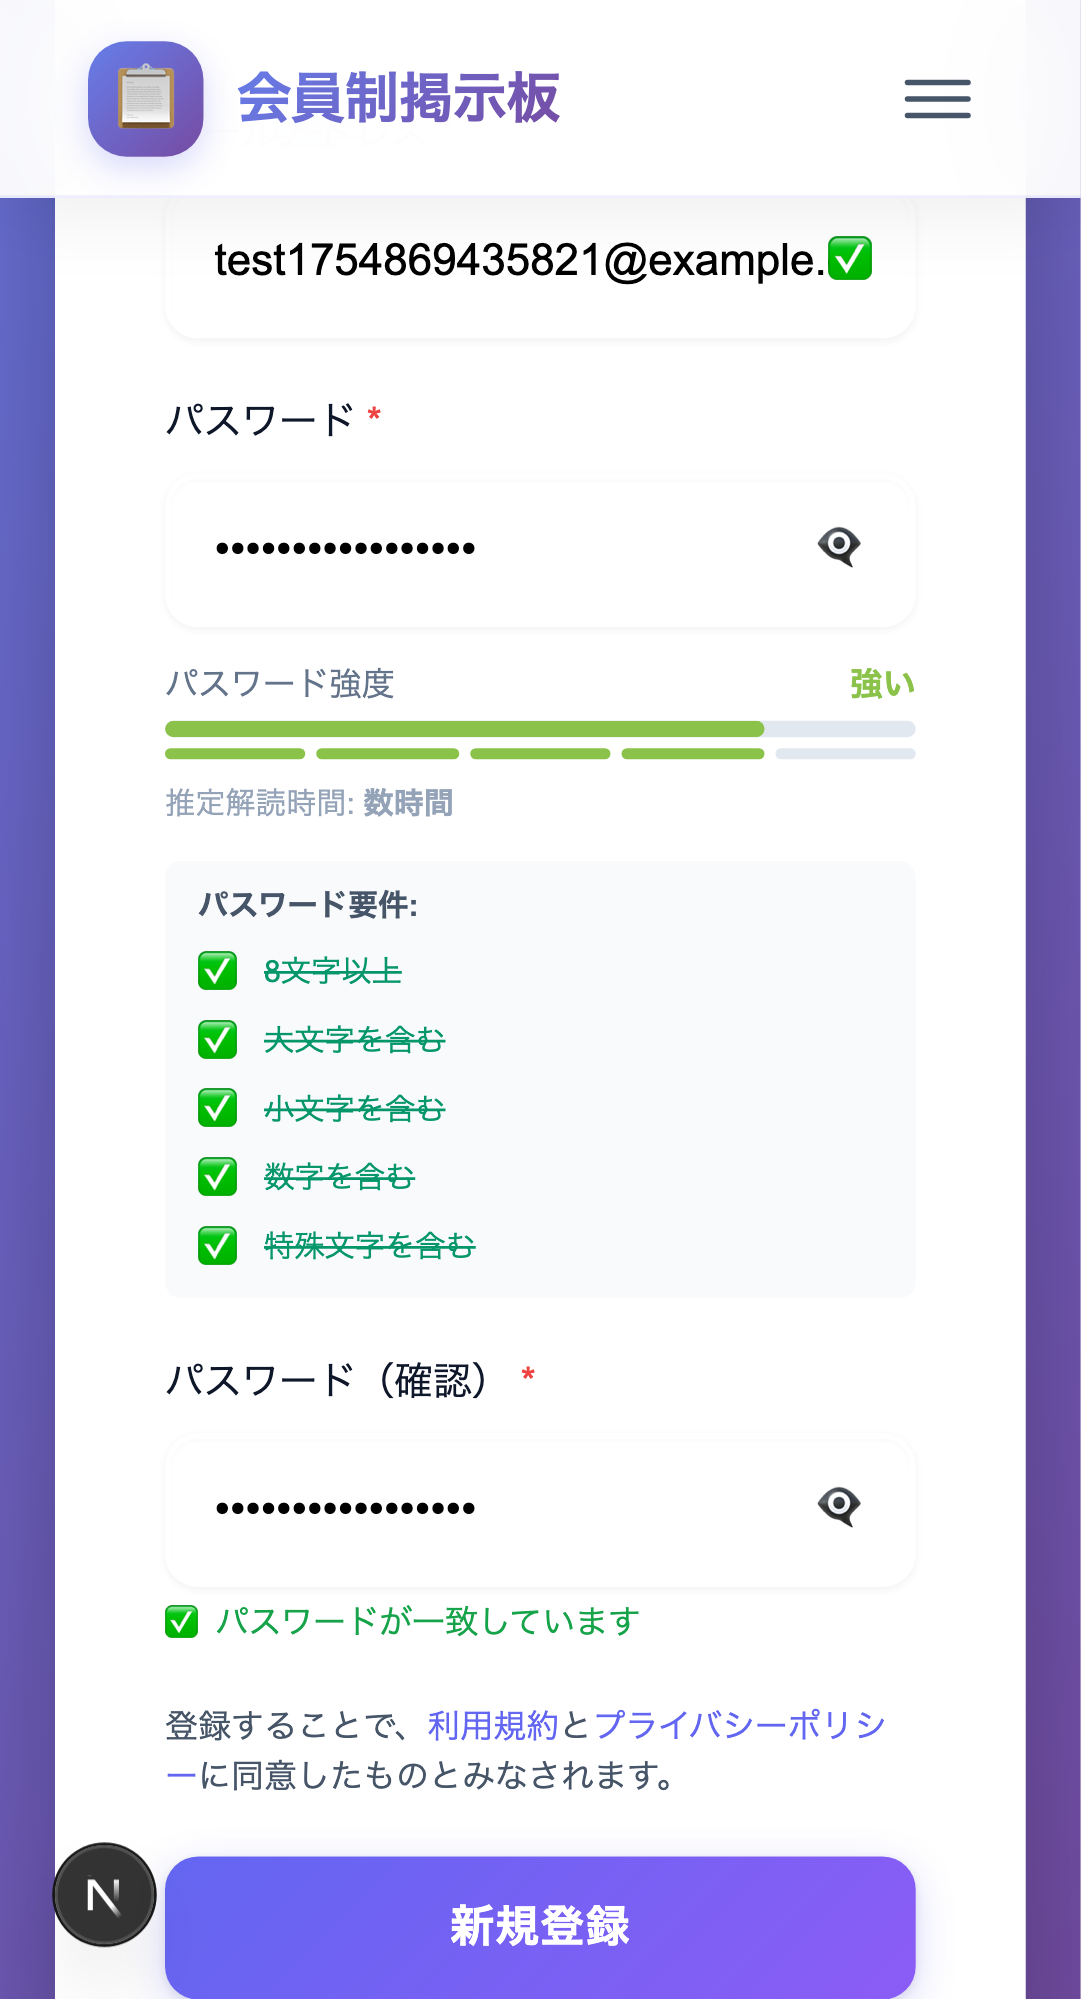 会員制掲示板
test1754869435821@example.
パスワード *
•••••••••••••••••
パスワード強度 強い
推定解読時間: 数時間
パスワード要件:
8文字以上
大文字を含む
小文字を含む
数字を含む
特殊文字を含む
パスワード（確認） *
•••••••••••••••••
パスワードが一致しています
登録することで、利用規約とプライバシーポリシ
ーに同意したものとみなされます。
N
新規登録